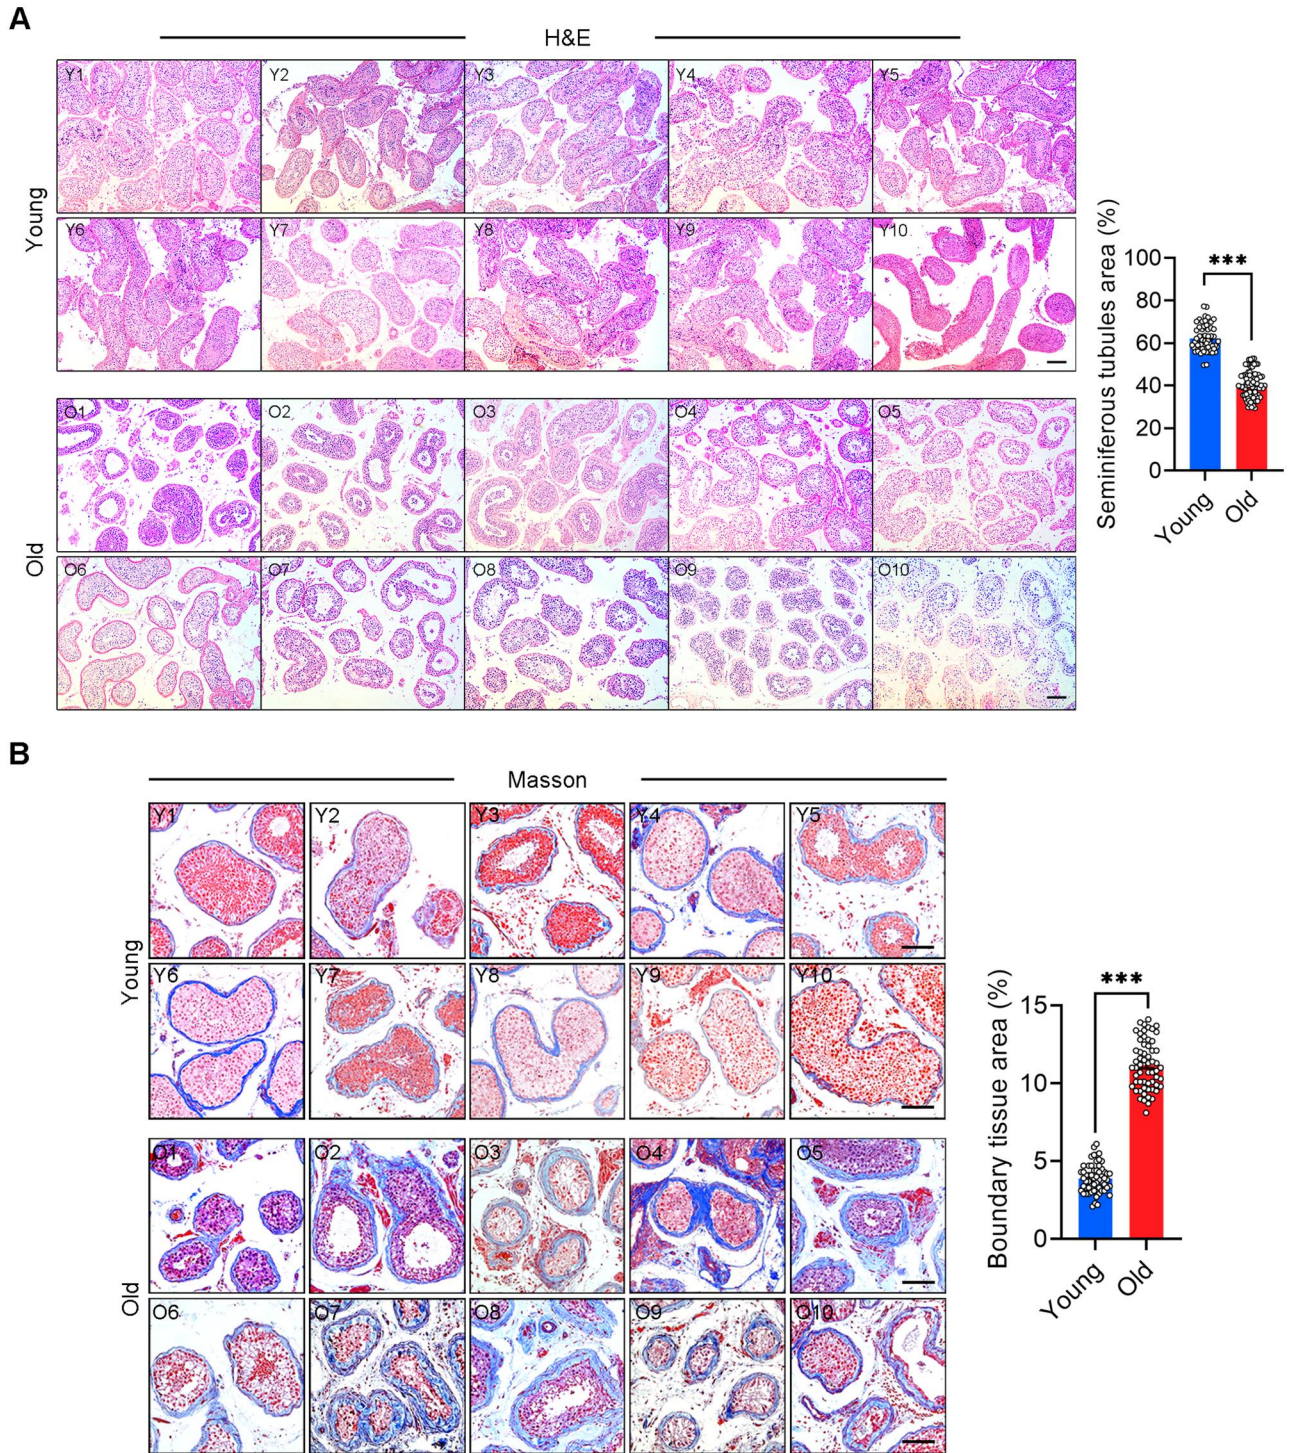 A
H&E
Young
Y1
Y2
Y3
Y4
Y5
Y6
Y7
Y8
Y9
Y10
Old
O1
O2
O3
O4
O5
O6
O7
O8
O9
O10
Seminiferous tubules area (%)
100
80
60
40
20
0
***
Young
Old
B
Masson
Young
Y1
Y2
Y3
Y4
Y5
Y6
Y7
Y8
Y9
Y10
Old
O1
O2
O3
O4
O5
O6
O7
O8
O9
O10
Boundary tissue area (%)
15
10
5
0
***
Young
Old